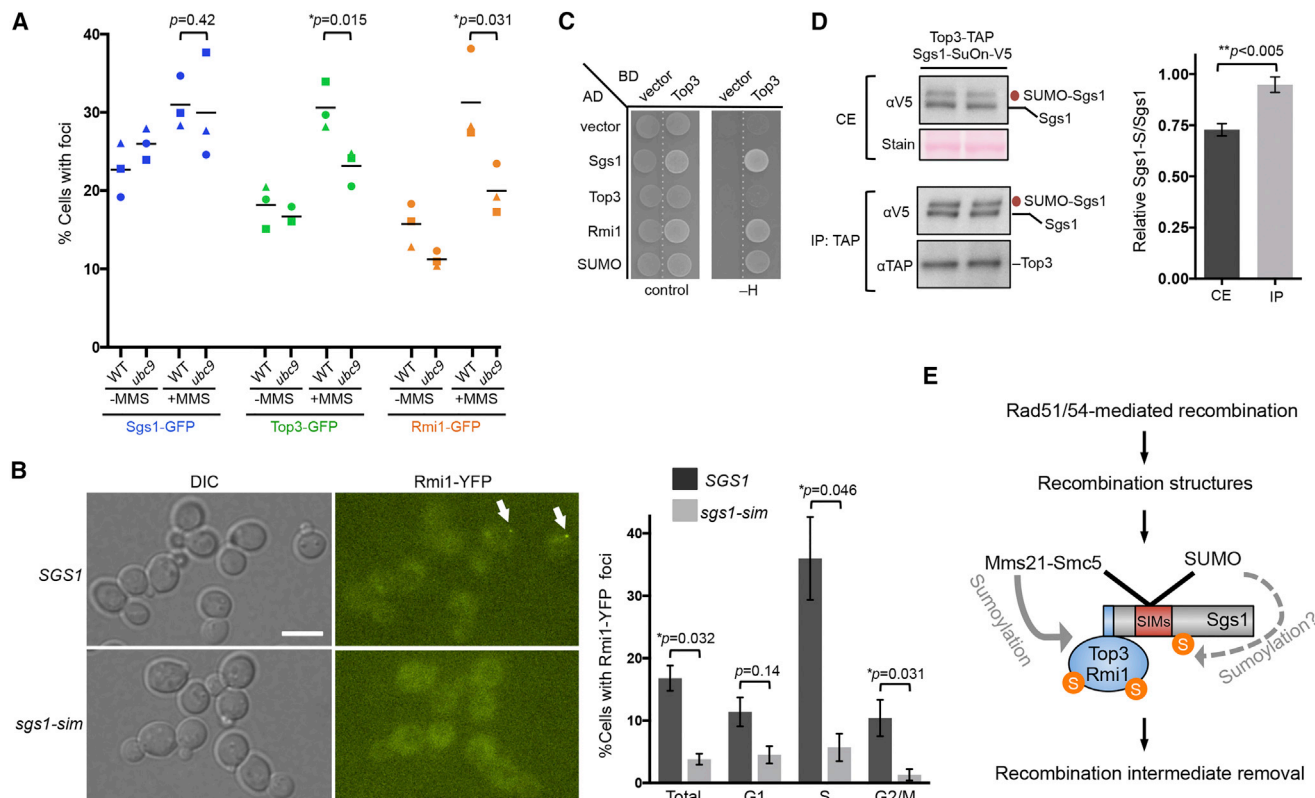 A
p=0.42
*p=0.015
*p=0.031
% Cells with foci
40
30
20
10
0
WT ubc9 WT ubc9 WT ubc9 WT ubc9 WT ubc9 WT ubc9
-MMS +MMS -MMS +MMS -MMS +MMS
Sgs1-GFP Top3-GFP Rmi1-GFP
C
BD
AD
vector Top3 vector Top3
vector
Sgs1
Top3
Rmi1
SUMO
control –H
D
Top3-TAP
Sgs1-SuOn-V5
CE
αV5
SUMO-Sgs1
Sgs1
Stain
IP: TAP
αV5
SUMO-Sgs1
Sgs1
αTAP
–Top3
**p<0.005
Relative Sgs1-S/Sgs1
1.00
0.75
0.50
0.25
0.00
CE IP
B
DIC Rmi1-YFP
SGS1
sgs1-sim
SGS1
sgs1-sim
%Cells with Rmi1-YFP foci
40
30
20
10
0
*p=0.032
p=0.14
*p=0.046
*p=0.031
Total G1 S G2/M
E
Rad51/54-mediated recombination
Recombination structures
Mms21-Smc5 SUMO
Sumoylation
SIMs Sgs1
S
Sumoylation?
Top3
Rmi1
S S
Recombination intermediate removal